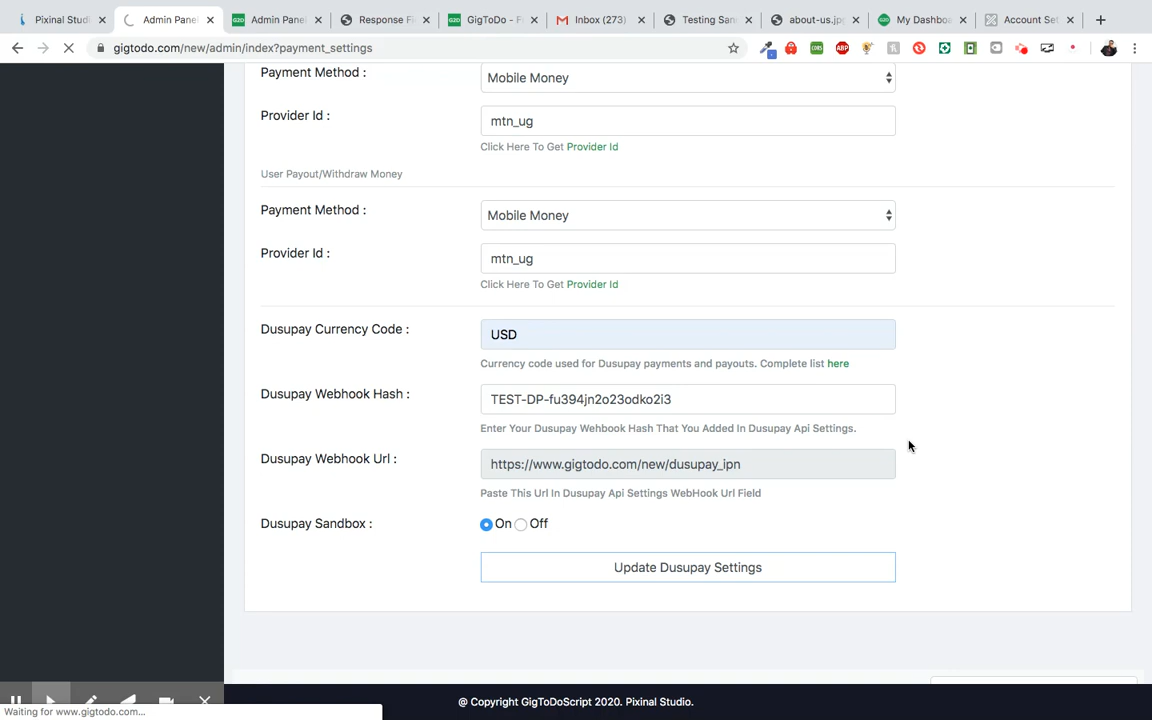 Pixinal Studi
Admin Panel
Admin Panel
Response Fi
GigToDo - F
Inbox (273)
Testing San
about-us.jp
My Dashbo
Account Set
gigtodo.com/new/admin/index?payment_settings
Payment Method :
Mobile Money
Provider Id :
mtn_ug
Click Here To Get Provider Id
User Payout/Withdraw Money
Payment Method :
Mobile Money
Provider Id :
mtn_ug
Click Here To Get Provider Id
Dusupay Currency Code :
USD
Currency code used for Dusupay payments and payouts. Complete list here
Dusupay Webhook Hash :
TEST-DP-fu394jn2o23odko2i3
Enter Your Dusupay Wehbook Hash That You Added In Dusupay Api Settings.
Dusupay Webhook Url :
https://www.gigtodo.com/new/dusupay_ipn
Paste This Url In Dusupay Api Settings WebHook Url Field
Dusupay Sandbox :
On Off
Update Dusupay Settings
@ Copyright GigToDoScript 2020. Pixinal Studio.
Waiting for www.gigtodo.com...